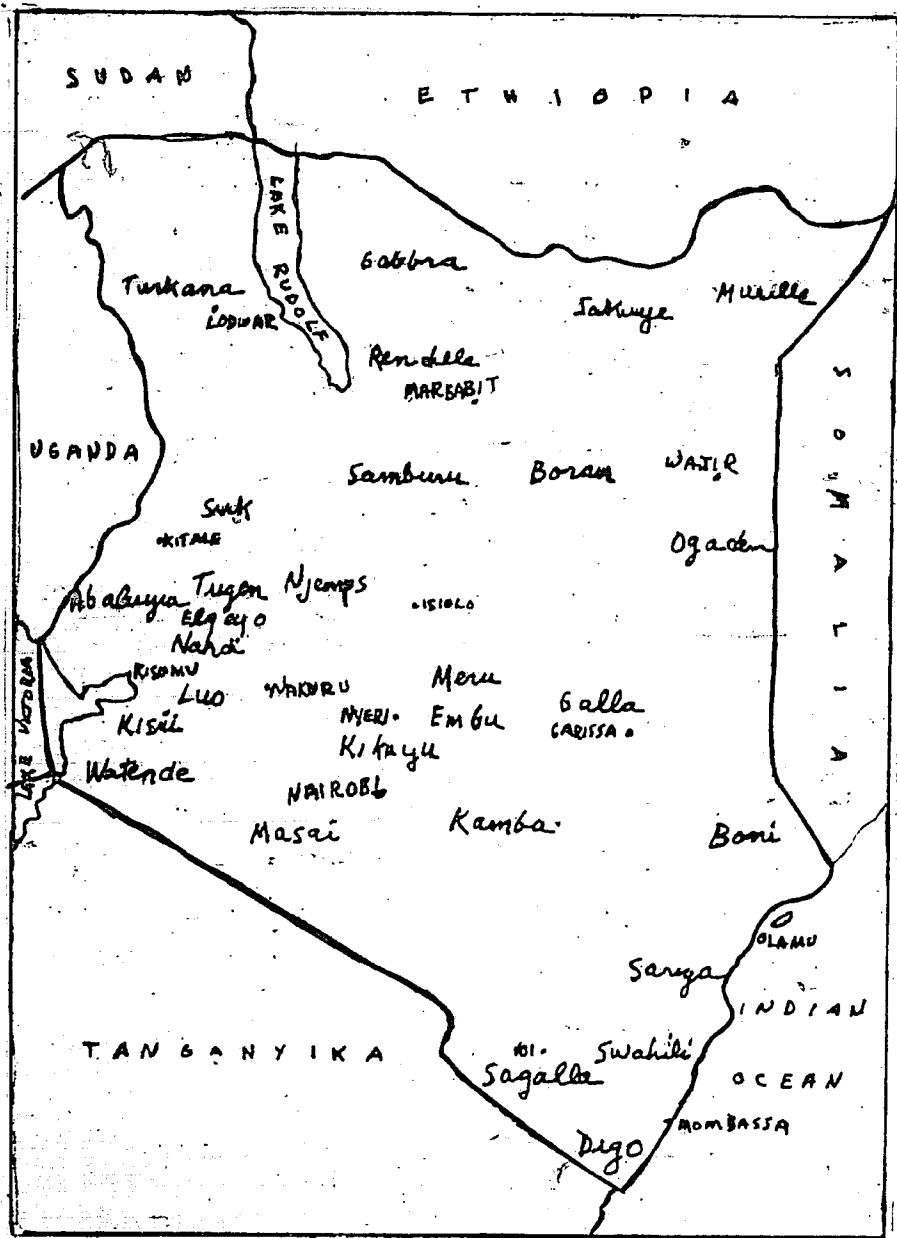 SUDAN
ETHIOPIA
LAKE RUDOLF
Gabbra
Turkana
LODWAR
Sakuye
Murille
Rendille
MARSABIT
SOMALIA
UGANDA
Samburu
Boran
WAJIR
Suk
KITALE
Ogaden
Abaluyia
Tugen
Njemps
Elgeyo
ISIOLO
Nandi
KISUMU
LAKE VICTORIA
Luo
NAKURU
Meru
Galla
Kisii
NYERI
Embu
GARISSA
Kikuyu
Watende
NAIROBI
Masai
Kamba
Boni
LAMU
Sanya
INDIAN
TANGANYIKA
Swahili
Sagalla
OCEAN
MOMBASSA
Digo